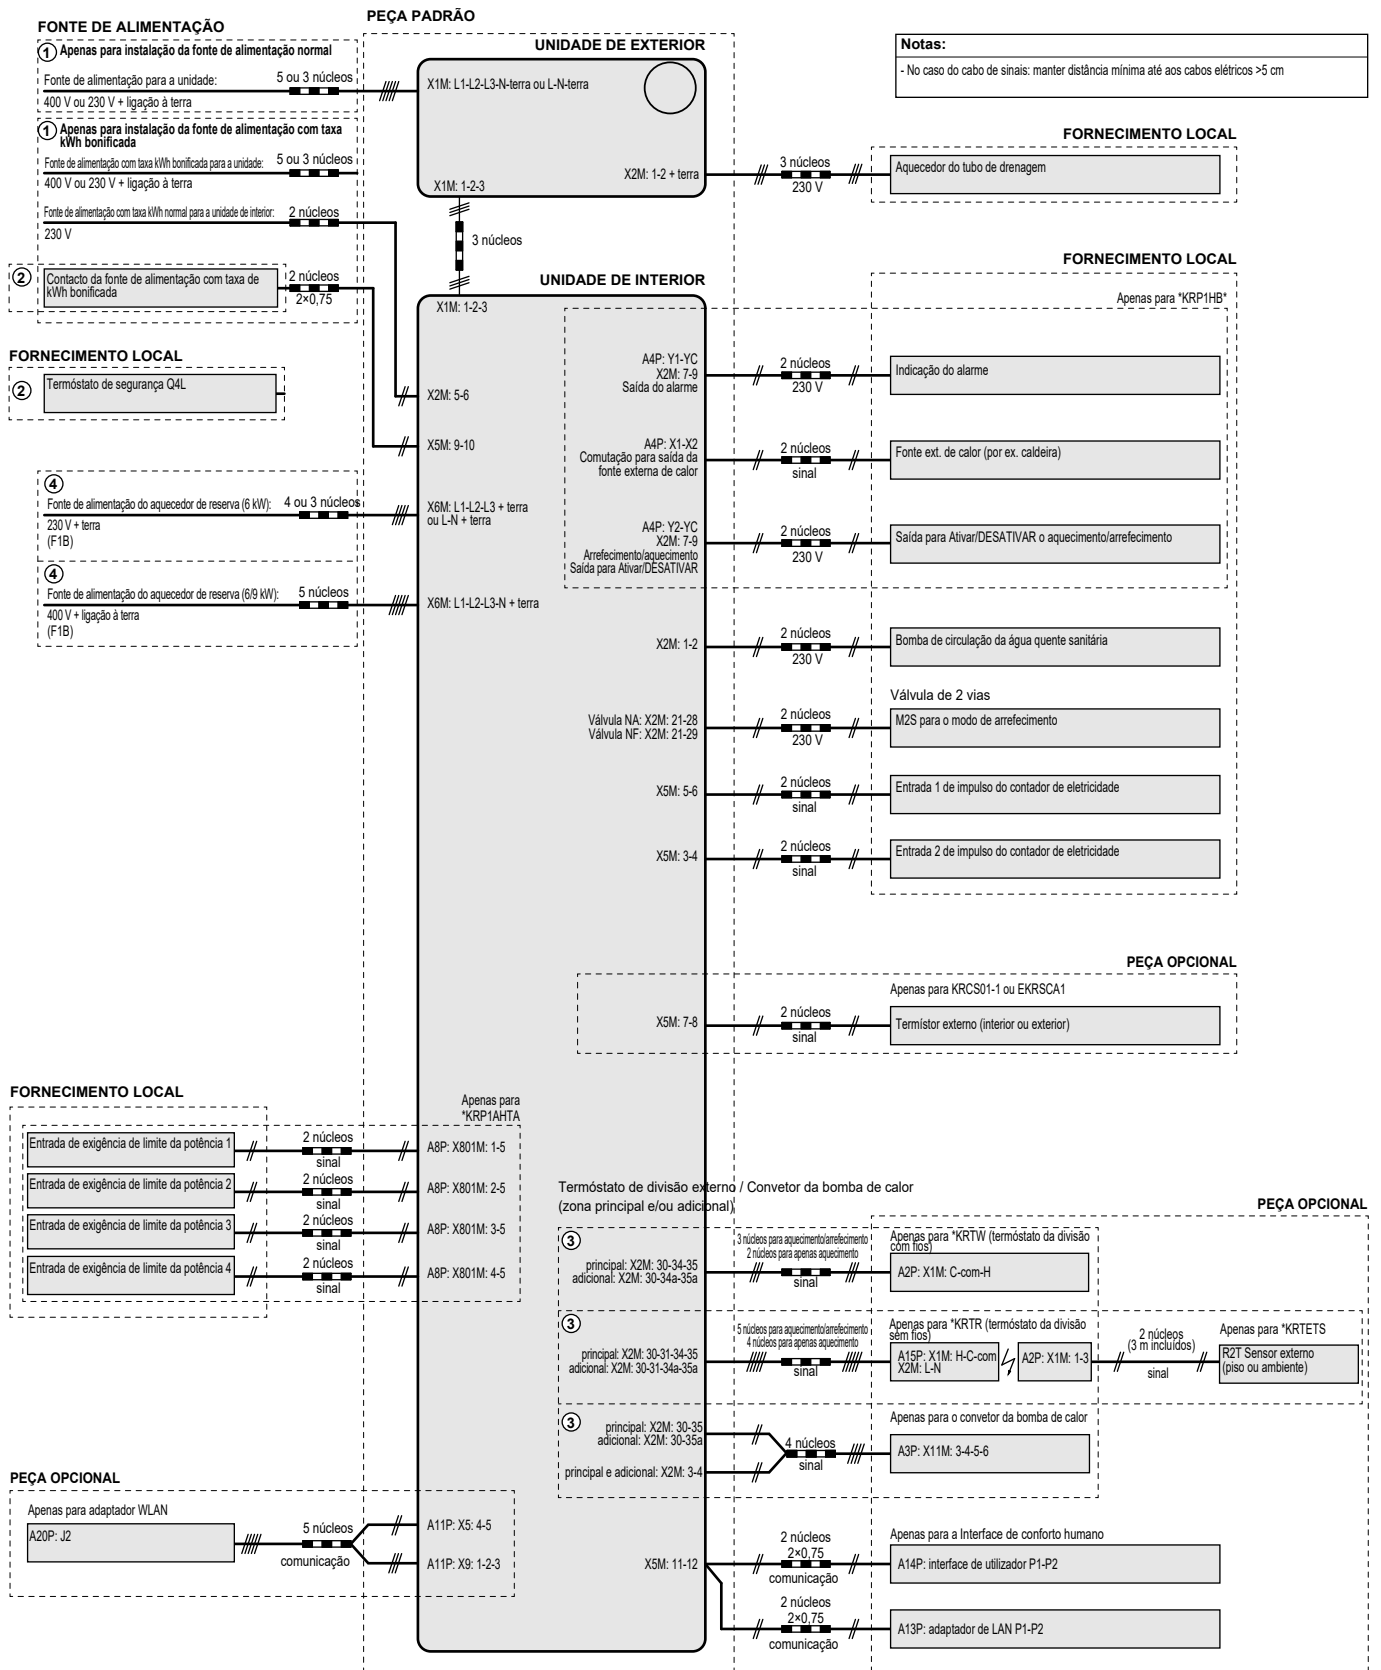 FONTE DE ALIMENTAÇÃO
1 Apenas para instalação da fonte de alimentação normal
Fonte de alimentação para a unidade:
5 ou 3 núcleos
400 V ou 230 V + ligação à terra
1 Apenas para instalação da fonte de alimentação com taxa
kWh bonificada
Fonte de alimentação com taxa kWh bonificada para a unidade:
5 ou 3 núcleos
400 V ou 230 V + ligação à terra
Fonte de alimentação com taxa kWh normal para a unidade de interior:
2 núcleos
230 V
2
Contacto da fonte de alimentação com taxa de
kWh bonificada
2 núcleos
2×0,75
FORNECIMENTO LOCAL
2
Termóstato de segurança Q4L
4
Fonte de alimentação do aquecedor de reserva (6 kW):
4 ou 3 núcleos
230 V + terra
(F1B)
4
Fonte de alimentação do aquecedor de reserva (6/9 kW):
5 núcleos
400 V + ligação à terra
(F1B)
PEÇA PADRÃO
UNIDADE DE EXTERIOR
X1M: L1-L2-L3-N-terra ou L-N-terra
X2M: 1-2 + terra
X1M: 1-2-3
3 núcleos
UNIDADE DE INTERIOR
X1M: 1-2-3
X2M: 5-6
X5M: 9-10
X6M: L1-L2-L3 + terra
ou L-N + terra
X6M: L1-L2-L3-N + terra
Notas:
- No caso do cabo de sinais: manter distância mínima até aos cabos elétricos >5 cm
FORNECIMENTO LOCAL
3 núcleos
230 V
Aquecedor do tubo de drenagem
FORNECIMENTO LOCAL
Apenas para *KRP1HB*
A4P: Y1-YC
X2M: 7-9
Saída do alarme
2 núcleos
230 V
Indicação do alarme
A4P: X1-X2
Comutação para saída da
fonte externa de calor
2 núcleos
sinal
Fonte ext. de calor (por ex. caldeira)
A4P: Y2-YC
X2M: 7-9
Arrefecimento/aquecimento
Saída para Ativar/DESATIVAR
2 núcleos
230 V
Saída para Ativar/DESATIVAR o aquecimento/arrefecimento
X2M: 1-2
2 núcleos
230 V
Bomba de circulação da água quente sanitária
Válvula de 2 vias
Válvula NA: X2M: 21-28
Válvula NF: X2M: 21-29
2 núcleos
230 V
M2S para o modo de arrefecimento
X5M: 5-6
2 núcleos
sinal
Entrada 1 de impulso do contador de eletricidade
X5M: 3-4
2 núcleos
sinal
Entrada 2 de impulso do contador de eletricidade
PEÇA OPCIONAL
Apenas para KRCS01-1 ou EKRSCA1
X5M: 7-8
2 núcleos
sinal
Termístor externo (interior ou exterior)
FORNECIMENTO LOCAL
Apenas para
*KRP1AHTA
Entrada de exigência de limite da potência 1
2 núcleos
sinal
A8P: X801M: 1-5
Entrada de exigência de limite da potência 2
2 núcleos
sinal
A8P: X801M: 2-5
Entrada de exigência de limite da potência 3
2 núcleos
sinal
A8P: X801M: 3-5
Entrada de exigência de limite da potência 4
2 núcleos
sinal
A8P: X801M: 4-5
Termóstato de divisão externo / Convetor da bomba de calor
(zona principal e/ou adicional)
PEÇA OPCIONAL
3
principal: X2M: 30-34-35
adicional: X2M: 30-34a-35a
3 núcleos para aquecimento/arrefecimento
2 núcleos para apenas aquecimento
sinal
Apenas para *KRTW (termóstato da divisão
com fios)
A2P: X1M: C-com-H
3
principal: X2M: 30-31-34-35
adicional: X2M: 30-31-34a-35a
5 núcleos para aquecimento/arrefecimento
4 núcleos para apenas aquecimento
sinal
Apenas para *KRTR (termóstato da divisão
sem fios)
A15P: X1M: H-C-com
X2M: L-N
A2P: X1M: 1-3
2 núcleos
(3 m incluídos)
sinal
Apenas para *KRTETS
R2T Sensor externo
(piso ou ambiente)
3
principal: X2M: 30-35
adicional: X2M: 30-35a
principal e adicional: X2M: 3-4
4 núcleos
sinal
Apenas para o convetor da bomba de calor
A3P: X11M: 3-4-5-6
PEÇA OPCIONAL
Apenas para adaptador WLAN
A20P: J2
5 núcleos
comunicação
A11P: X5: 4-5
A11P: X9: 1-2-3
X5M: 11-12
2 núcleos
2×0,75
comunicação
Apenas para a Interface de conforto humano
A14P: interface de utilizador P1-P2
2 núcleos
2×0,75
comunicação
A13P: adaptador de LAN P1-P2